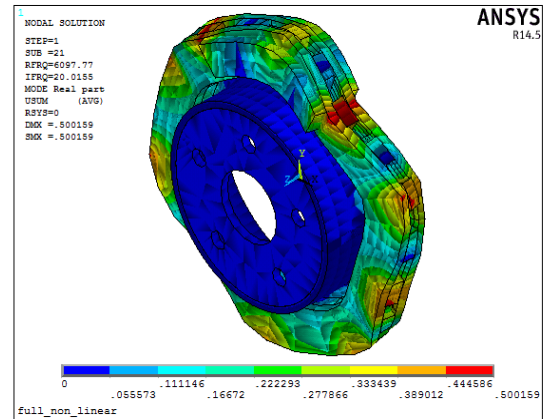 1
NODAL SOLUTION
ANSYS
R14.5
STEP=1
SUB =21
RFRQ=6097.77
IFRQ=20.0155
MODE Real part
USUM (AVG)
RSYS=0
DMX =.500159
SMX =.500159
Y
Z X
0 .111146 .222293 .333439 .444586
.055573 .16672 .277866 .389012 .500159
full_non_linear